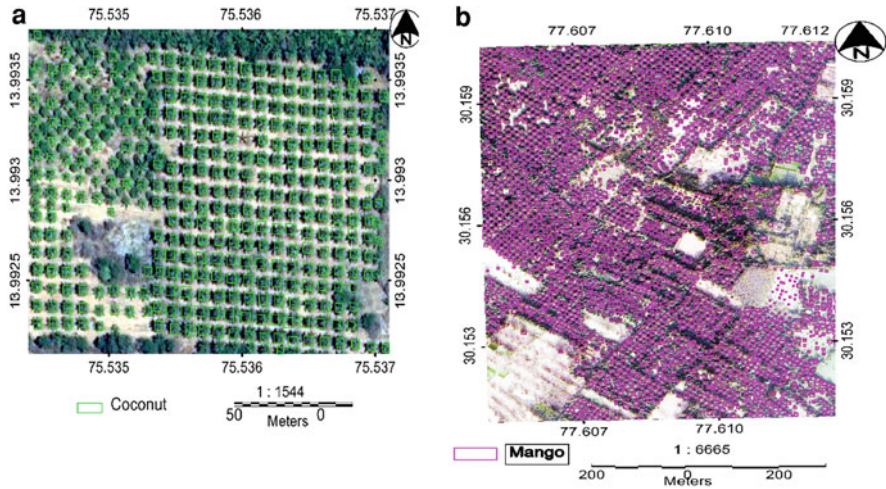 a
75.535 75.536 75.537
N
13.9935 13.9935
13.993 13.993
13.9925 13.9925
75.535 75.536 75.537
Coconut
1 : 1544
50 0
Meters
b
77.607 77.610 77.612
N
30.159 30.159
30.156 30.156
30.153 30.153
77.607 77.610
Mango
1 : 6665
200 0 200
Meters